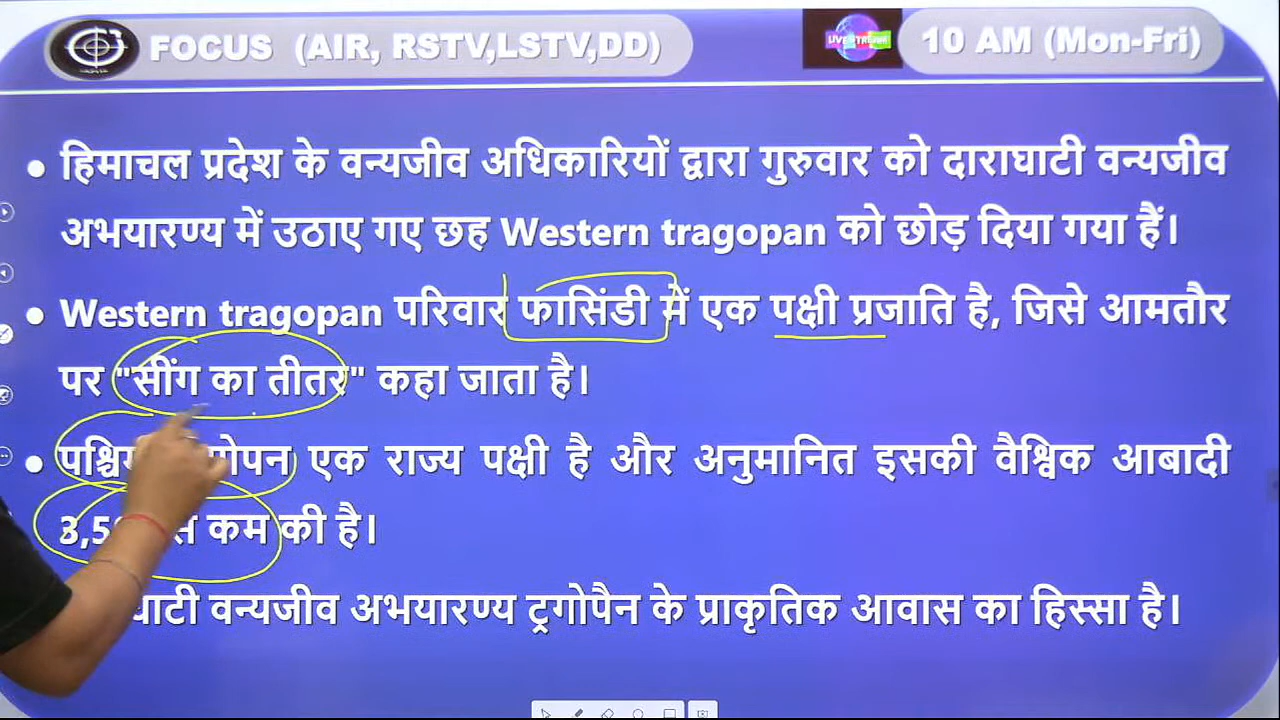 FOCUS (AIR, RSTV,LSTV,DD)
LIVE STREAM
10 AM (Mon-Fri)
• हिमाचल प्रदेश के वन्यजीव अधिकारियों द्वारा गुरुवार को दाराघाटी वन्यजीव
अभयारण्य में उठाए गए छह Western tragopan को छोड़ दिया गया हैं।
• Western tragopan परिवार फासिंडी में एक पक्षी प्रजाति है, जिसे आमतौर
पर "सींग का तीतर" कहा जाता है।
• एक राज्य पक्षी है और अनुमानित इसकी वैश्विक आबादी
कम की है।
वन्यजीव अभयारण्य ट्रगोपैन के प्राकृतिक आवास का हिस्सा है।